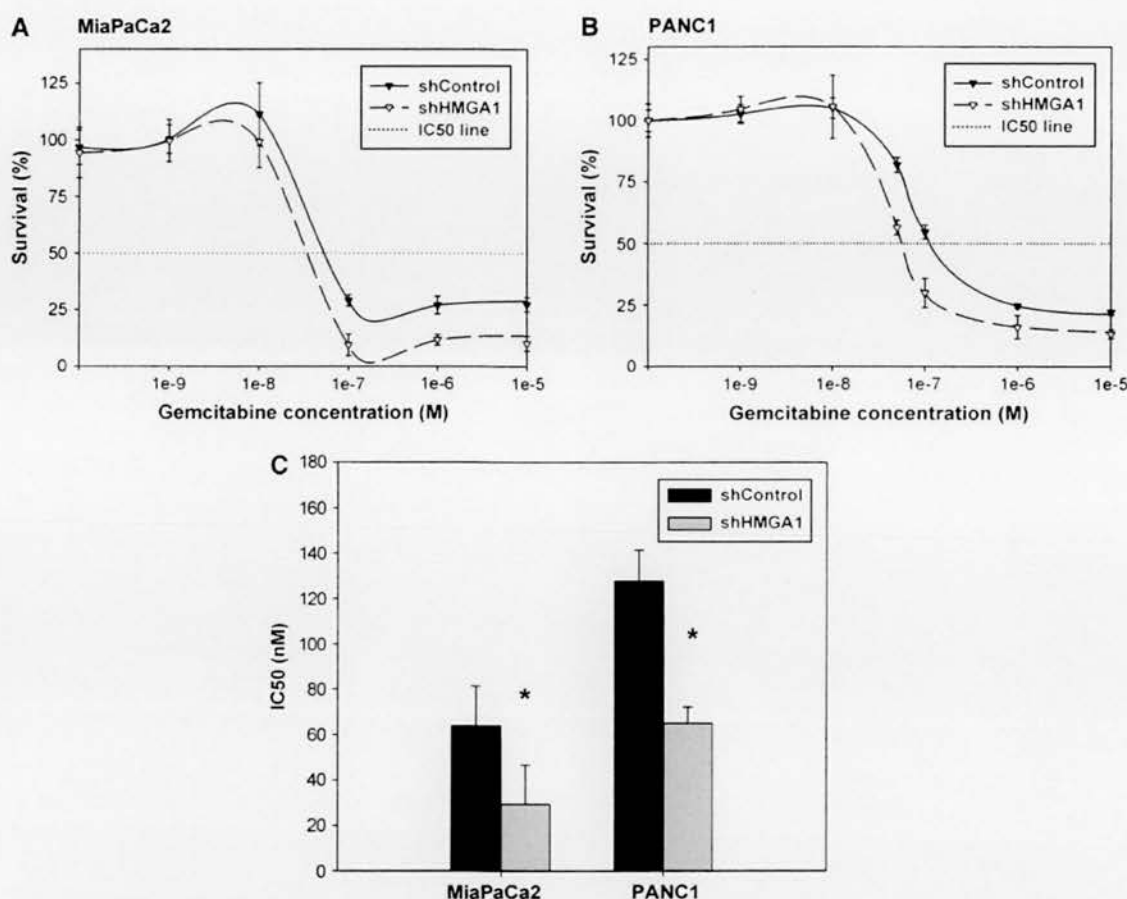 A MiaPaCa2
shControl
shHMGA1
IC50 line
Survival (%)
125
100
75
50
25
0
1e-9 1e-8 1e-7 1e-6 1e-5
Gemcitabine concentration (M)
B PANC1
shControl
shHMGA1
IC50 line
Survival (%)
125
100
75
50
25
0
1e-9 1e-8 1e-7 1e-6 1e-5
Gemcitabine concentration (M)
C
shControl
shHMGA1
IC50 (nM)
180
160
140
120
100
80
60
40
20
0
*
*
MiaPaCa2 PANC1